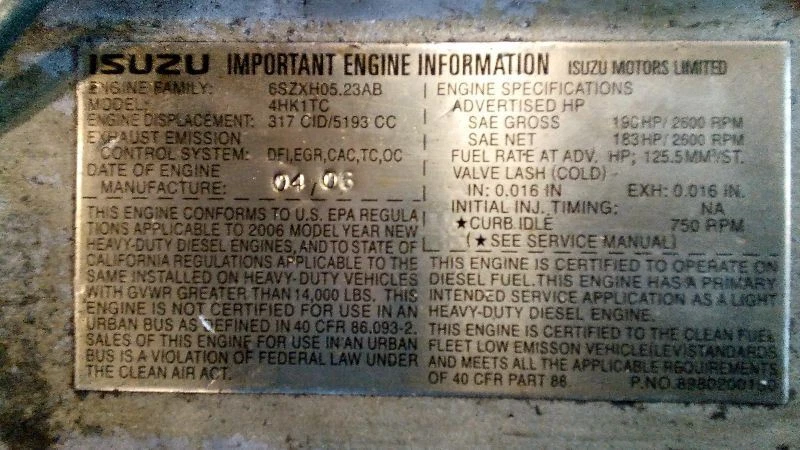 ISUZU IMPORTANT ENGINE INFORMATION ISUZU MOTORS LIMITED
ENGINE FAMILY: 6SZXH05.23AB
MODEL: 4HK1TC
ENGINE DISPLACEMENT: 317 CID/5193 CC
EXHAUST EMISSION
CONTROL SYSTEM: DFI,EGR,CAC,TC,OC
DATE OF ENGINE
MANUFACTURE: 04/06
THIS ENGINE CONFORMS TO U.S. EPA REGULA
TIONS APPLICABLE TO 2006 MODEL YEAR NEW
HEAVY-DUTY DIESEL ENGINES, AND TO STATE OF
CALIFORNIA REGULATIONS APPLICABLE TO THE
SAME INSTALLED ON HEAVY-DUTY VEHICLES
WITH GVWR GREATER THAN 14,000 LBS. THIS
ENGINE IS NOT CERTIFIED FOR USE IN AN
URBAN BUS AS DEFINED IN 40 CFR 86.093-2.
SALES OF THIS ENGINE FOR USE IN AN URBAN
BUS IS A VIOLATION OF FEDERAL LAW UNDER
THE CLEAN AIR ACT.
ENGINE SPECIFICATIONS
ADVERTISED HP
SAE GROSS 190HP/2600 RPM
SAE NET 183HP/2600 RPM
FUEL RATE AT ADV. HP; 125.5MM³/ST.
VALVE LASH (COLD) -
IN: 0.016 IN EXH: 0.016 IN.
INITIAL INJ. TIMING: NA
★CURB IDLE 750 RPM
(★ SEE SERVICE MANUAL)
THIS ENGINE IS CERTIFIED TO OPERATE ON
DIESEL FUEL. THIS ENGINE HAS A PRIMARY
INTENDED SERVICE APPLICATION AS A LIGHT
HEAVY-DUTY DIESEL ENGINE.
THIS ENGINE IS CERTIFIED TO THE CLEAN FUEL
FLEET LOW EMISSON VEHICLE(LEV)STANDARDS
AND MEETS ALL THE APPLICABLE REQUIREMENTS
OF 40 CFR PART 86 P.NO.